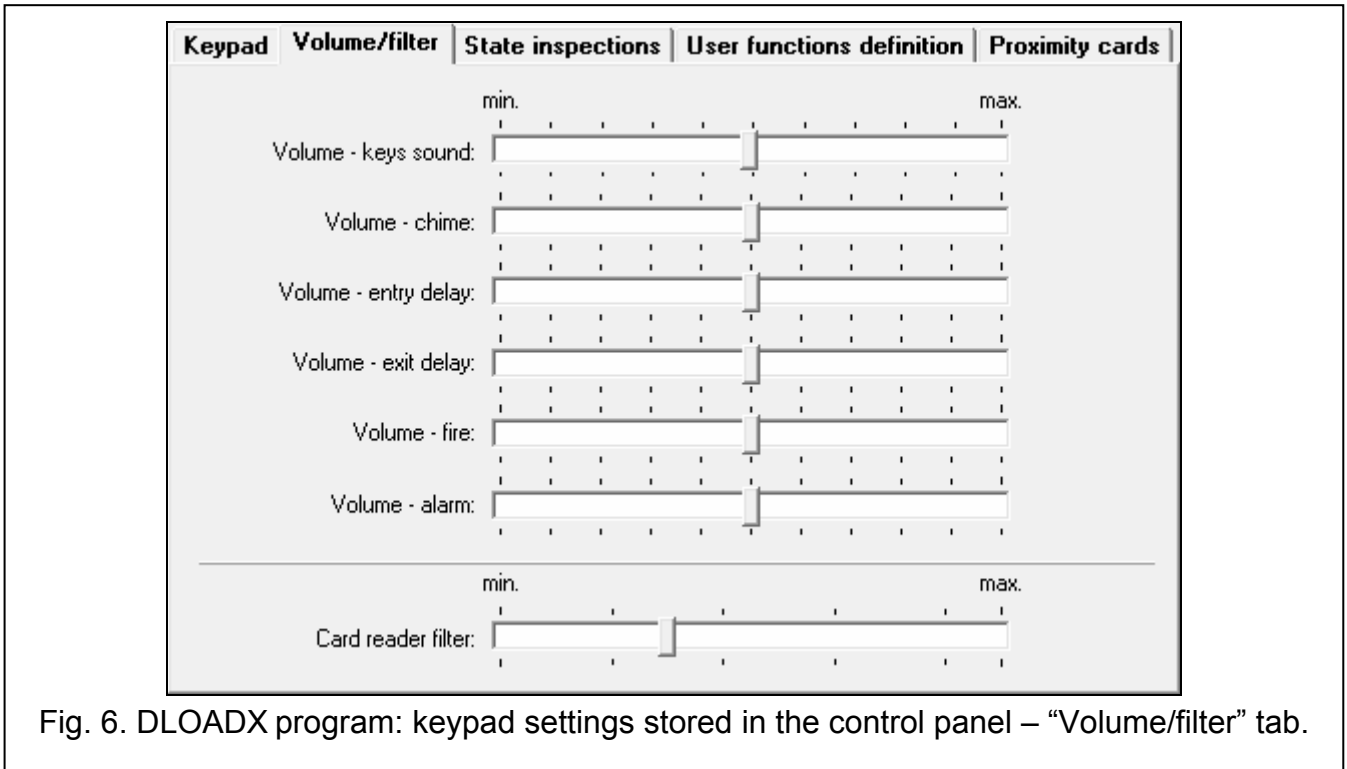 Keypad Volume/filter State inspections User functions definition Proximity cards
min. max.
Volume - keys sound:
Volume - chime:
Volume - entry delay:
Volume - exit delay:
Volume - fire:
Volume - alarm:
min. max.
Card reader filter:
Fig. 6. DLOADX program: keypad settings stored in the control panel – “Volume/filter” tab.